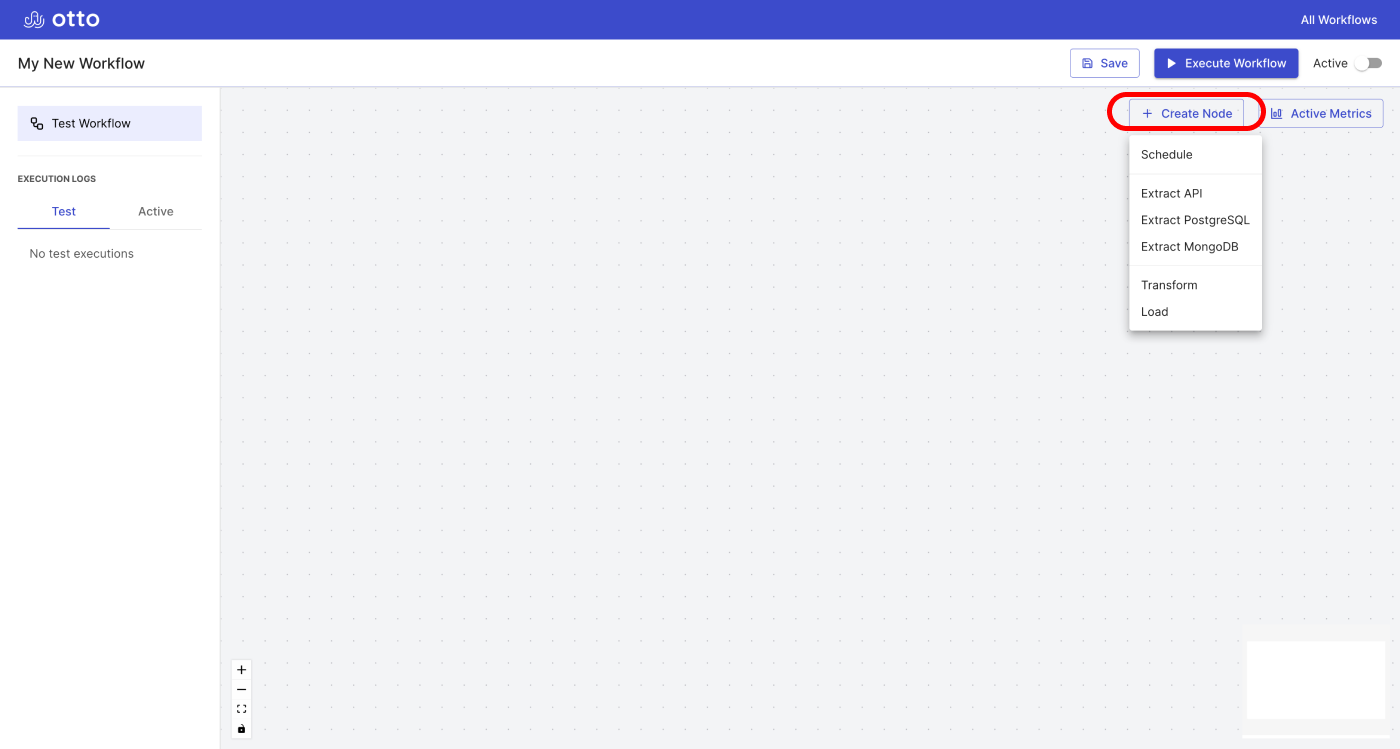 otto
All Workflows
My New Workflow
Save
Execute Workflow
Active
Test Workflow
Create Node
Active Metrics
Schedule
Extract API
Extract PostgreSQL
Extract MongoDB
Transform
Load
EXECUTION LOGS
Test
Active
No test executions